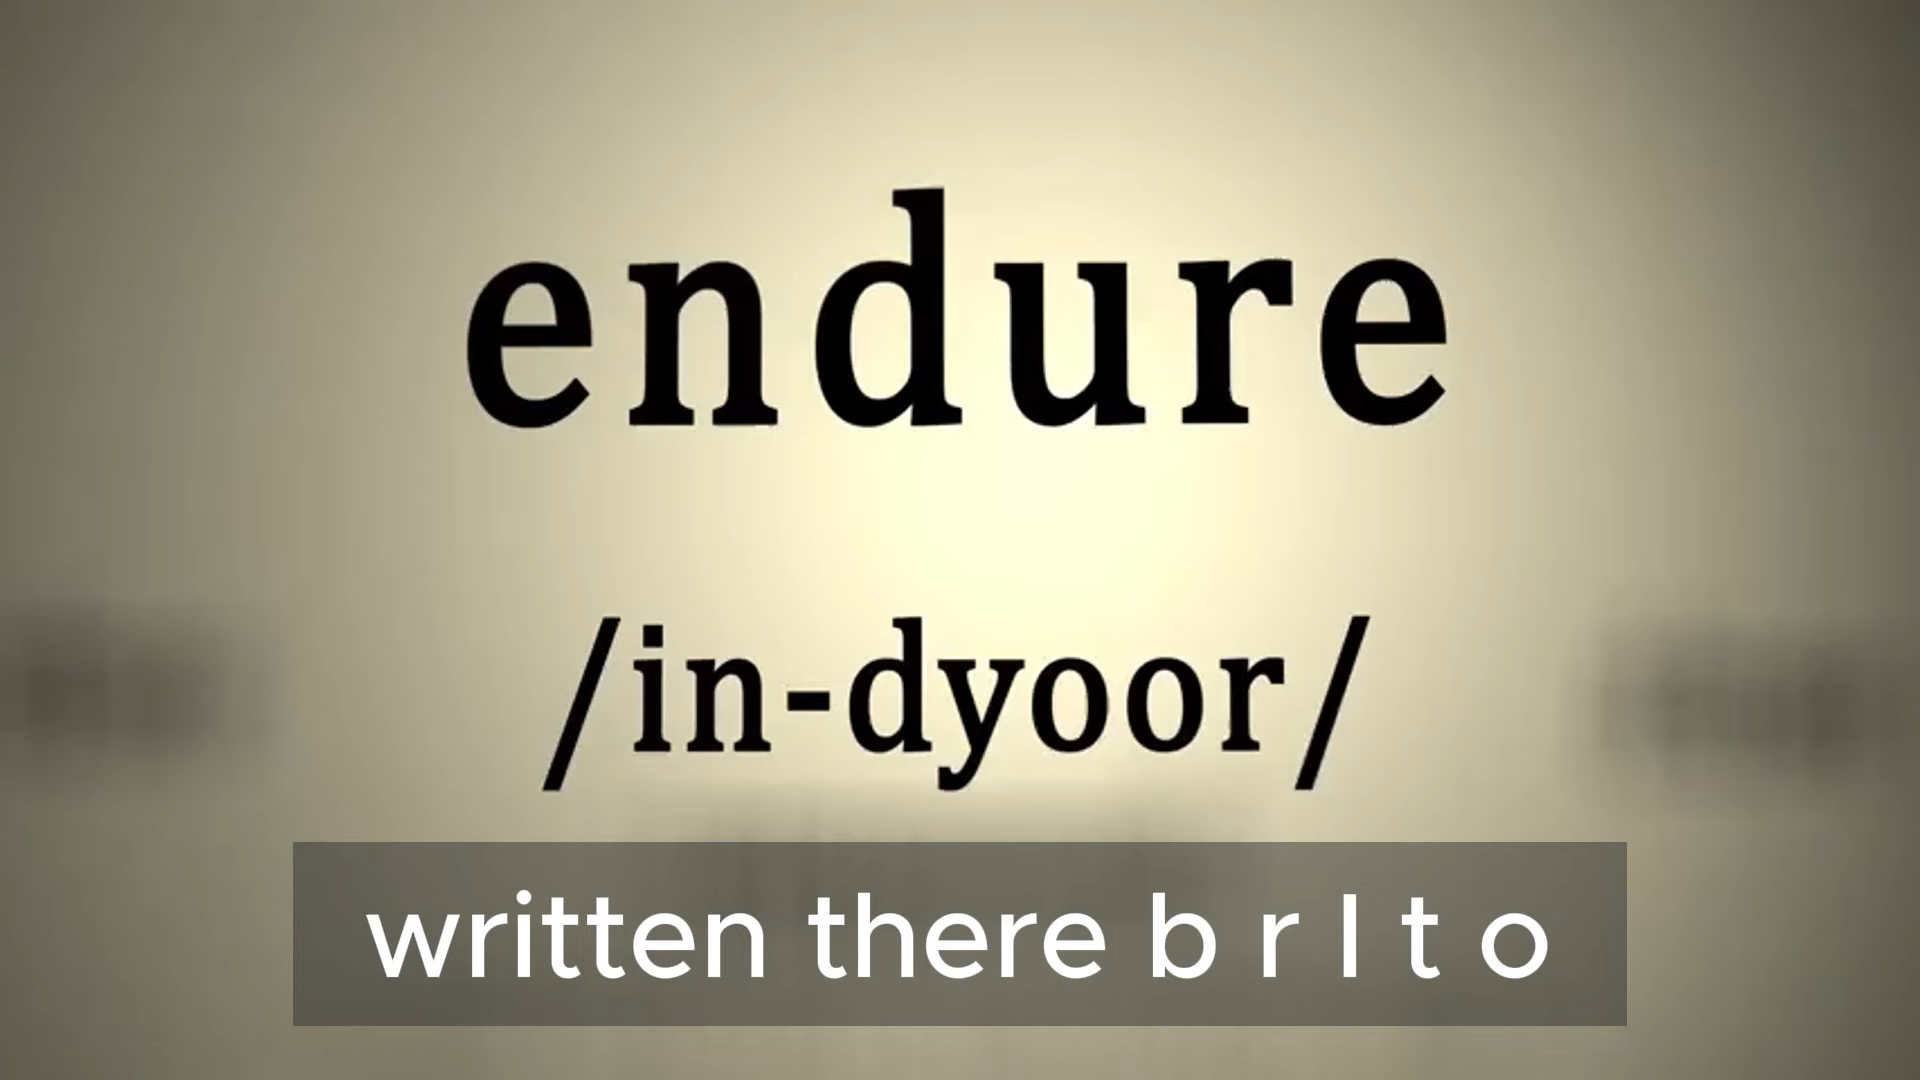 endure
/in-dyoor/
written there b r I t o